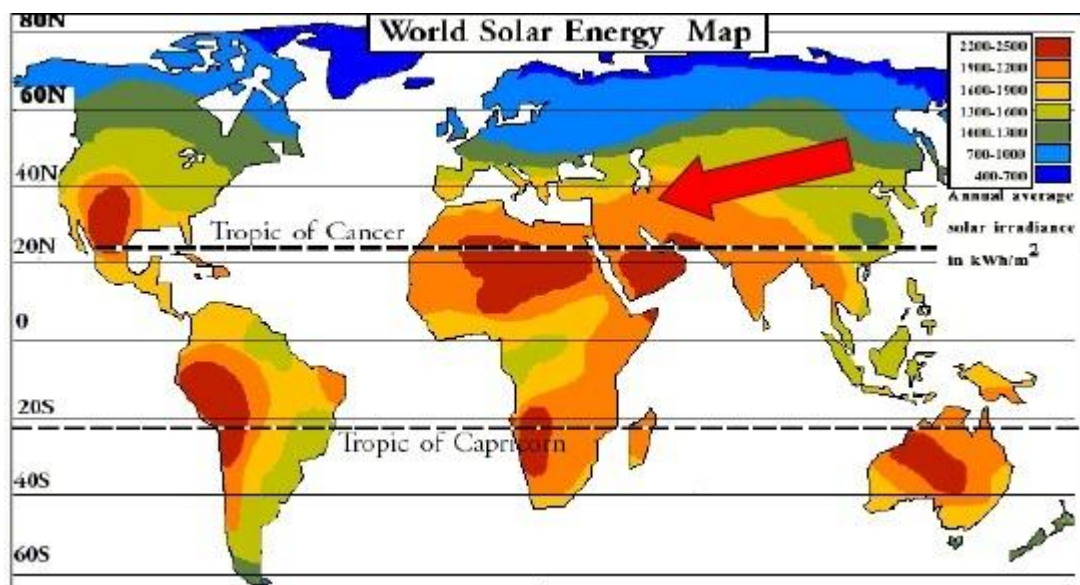 80N
World Solar Energy Map
60N
40N
20N
0
20S
40S
60S
Tropic of Cancer
Tropic of Capricorn
2200-2500
1900-2200
1600-1900
1300-1600
1400-1300
700-1000
400-700
Annual average
solar irradiance
in kWh/m²